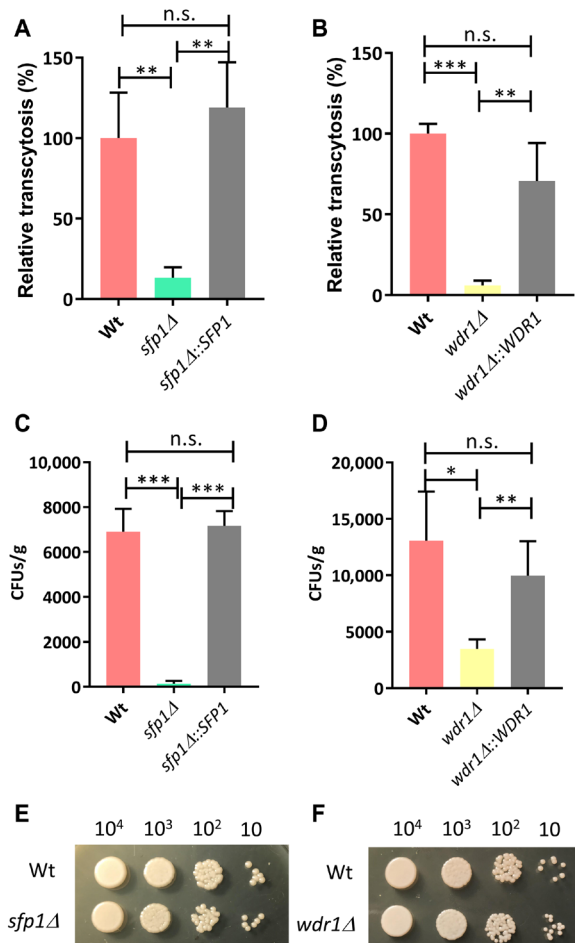 A
n.s.
** **
Relative transcytosis (%)
150
100
50
0
Wt
sfp1Δ
sfp1Δ::SFP1
B
n.s.
***
**
Relative transcytosis (%)
150
100
50
0
Wt
wdr1Δ
wdr1Δ::WDR1
C
n.s.
*** ***
CFUs/g
10,000
8000
6000
4000
2000
0
Wt
sfp1Δ
sfp1Δ::SFP1
D
n.s.
*
**
CFUs/g
20,000
15,000
10,000
5000
0
Wt
wdr1Δ
wdr1Δ::WDR1
E
10⁴ 10³ 10² 10
Wt
sfp1Δ
F
10⁴ 10³ 10² 10
Wt
wdr1Δ